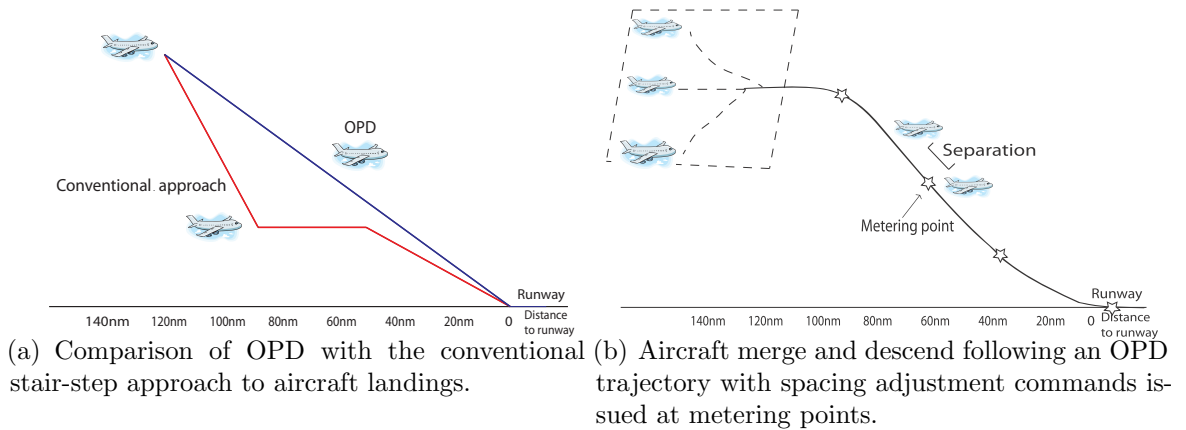 OPD
Conventional approach
Runway
140nm 120nm 100nm 80nm 60nm 40nm 20nm 0 Distance
to runway
(a) Comparison of OPD with the conventional
stair-step approach to aircraft landings.
Separation
Metering point
Runway
140nm 120nm 100nm 80nm 60nm 40nm 20nm 0 Distance
to runway
(b) Aircraft merge and descend following an OPD
trajectory with spacing adjustment commands is-
sued at metering points.